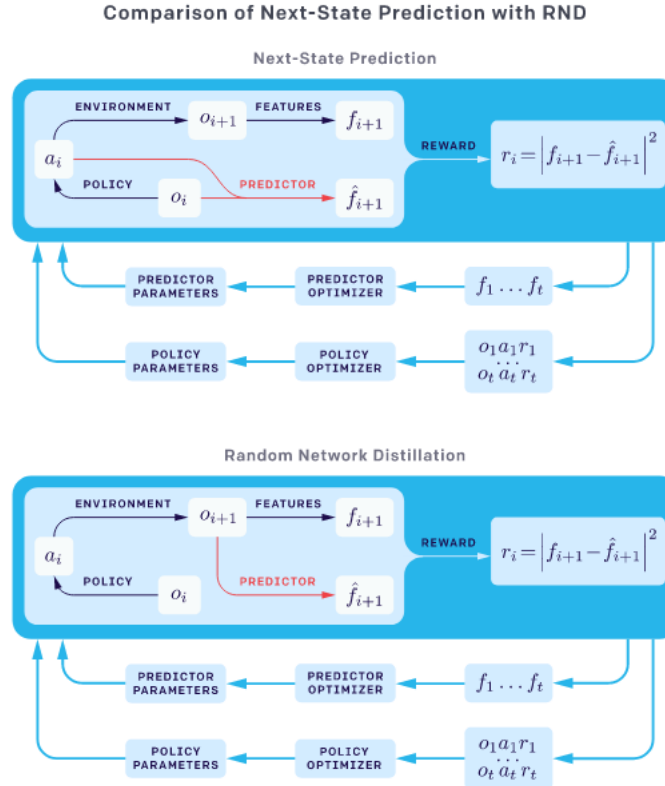 Comparison of Next-State Prediction with RND
Next-State Prediction
ENVIRONMENT
FEATURES
o_{i+1}
f_{i+1}
a_i
REWARD
r_i = |f_{i+1} − f̂_{i+1}|^2
POLICY
o_i
PREDICTOR
f̂_{i+1}
PREDICTOR
PARAMETERS
PREDICTOR
OPTIMIZER
f_1 ... f_t
POLICY
PARAMETERS
POLICY
OPTIMIZER
o_1 a_1 r_1
...
o_t a_t r_t
Random Network Distillation
ENVIRONMENT
FEATURES
o_{i+1}
f_{i+1}
a_i
REWARD
r_i = |f_{i+1} − f̂_{i+1}|^2
POLICY
o_i
PREDICTOR
f̂_{i+1}
PREDICTOR
PARAMETERS
PREDICTOR
OPTIMIZER
f_1 ... f_t
POLICY
PARAMETERS
POLICY
OPTIMIZER
o_1 a_1 r_1
...
o_t a_t r_t